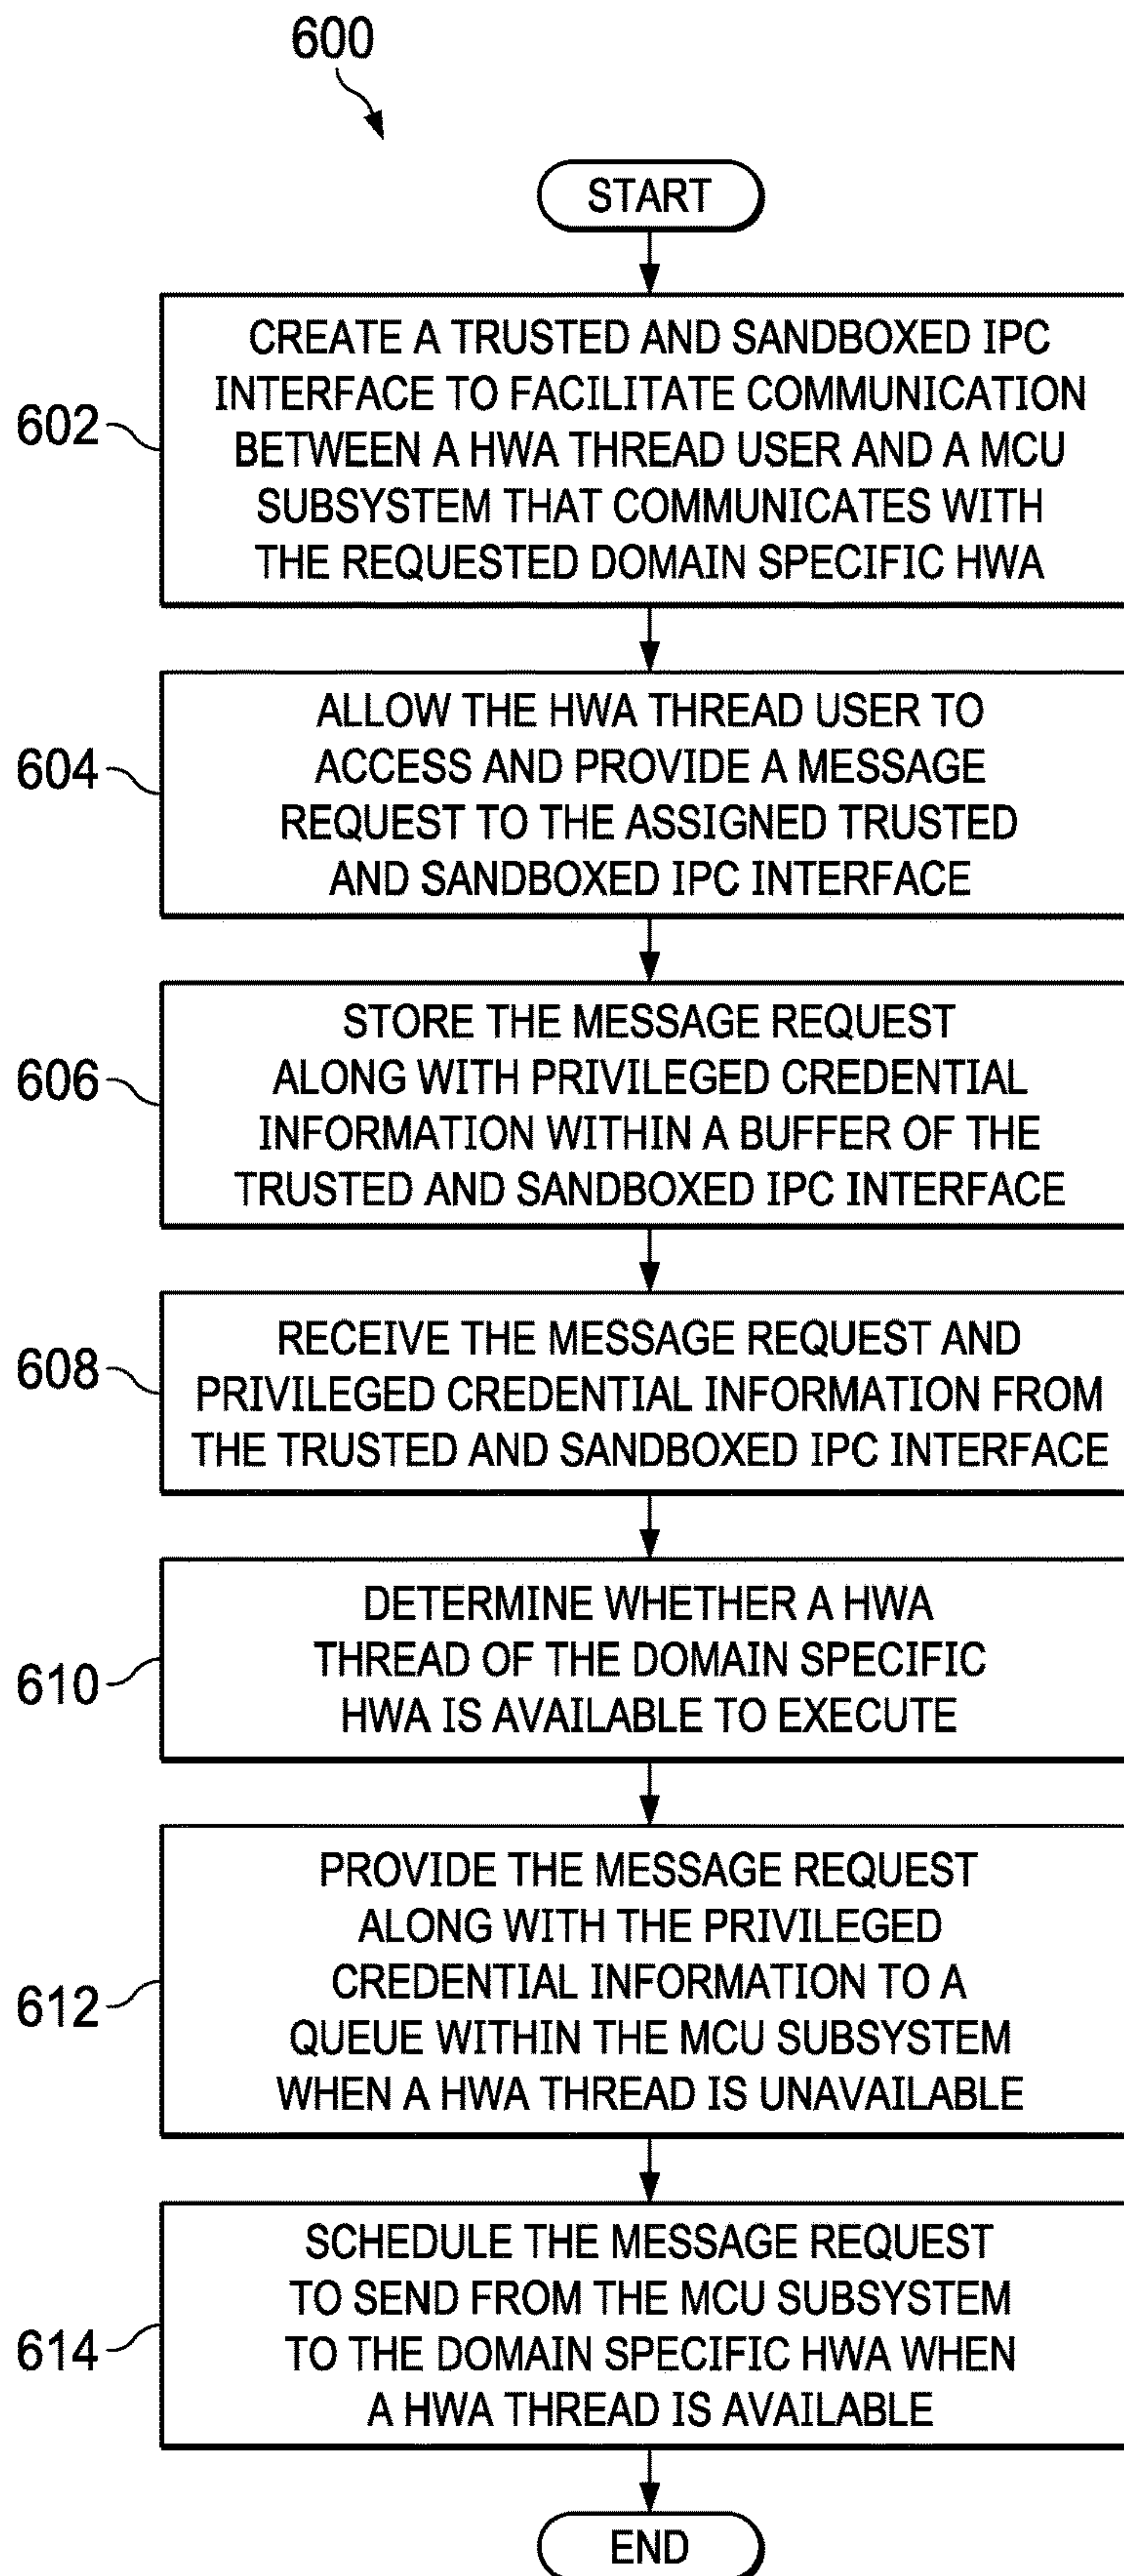 600
START
602
CREATE A TRUSTED AND SANDBOXED IPC
INTERFACE TO FACILITATE COMMUNICATION
BETWEEN A HWA THREAD USER AND A MCU
SUBSYSTEM THAT COMMUNICATES WITH
THE REQUESTED DOMAIN SPECIFIC HWA
604
ALLOW THE HWA THREAD USER TO
ACCESS AND PROVIDE A MESSAGE
REQUEST TO THE ASSIGNED TRUSTED
AND SANDBOXED IPC INTERFACE
606
STORE THE MESSAGE REQUEST
ALONG WITH PRIVILEGED CREDENTIAL
INFORMATION WITHIN A BUFFER OF THE
TRUSTED AND SANDBOXED IPC INTERFACE
608
RECEIVE THE MESSAGE REQUEST AND
PRIVILEGED CREDENTIAL INFORMATION FROM
THE TRUSTED AND SANDBOXED IPC INTERFACE
610
DETERMINE WHETHER A HWA
THREAD OF THE DOMAIN SPECIFIC
HWA IS AVAILABLE TO EXECUTE
612
PROVIDE THE MESSAGE REQUEST
ALONG WITH THE PRIVILEGED
CREDENTIAL INFORMATION TO A
QUEUE WITHIN THE MCU SUBSYSTEM
WHEN A HWA THREAD IS UNAVAILABLE
614
SCHEDULE THE MESSAGE REQUEST
TO SEND FROM THE MCU SUBSYSTEM
TO THE DOMAIN SPECIFIC HWA WHEN
A HWA THREAD IS AVAILABLE
END